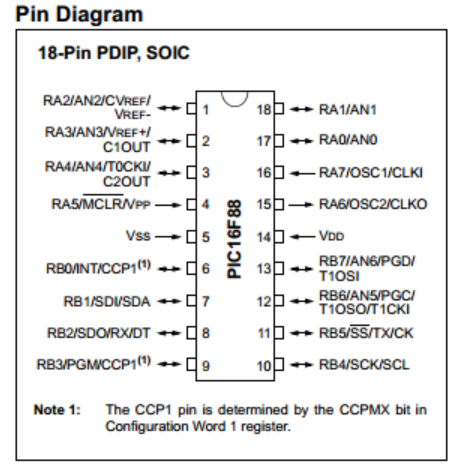 Pin Diagram
18-Pin PDIP, SOIC
RA2/AN2/CVREF/
VREF-
RA3/AN3/VREF+/
C1OUT
RA4/AN4/T0CKI/
C2OUT
RA5/MCLR/VPP
VSS
RB0/INT/CCP1(1)
RB1/SDI/SDA
RB2/SDO/RX/DT
RB3/PGM/CCP1(1)
1
2
3
4
5
6
7
8
9
PIC16F88
18
17
16
15
14
13
12
11
10
RA1/AN1
RA0/AN0
RA7/OSC1/CLKI
RA6/OSC2/CLKO
VDD
RB7/AN6/PGD/
T1OSI
RB6/AN5/PGC/
T1OSO/T1CKI
RB5/SS/TX/CK
RB4/SCK/SCL
Note 1: The CCP1 pin is determined by the CCPMX bit in
Configuration Word 1 register.